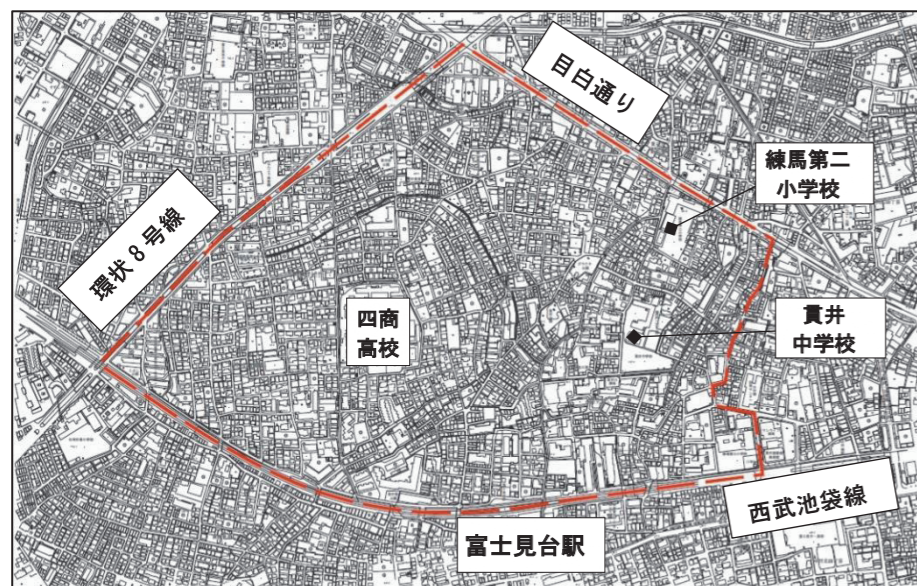 目白通り
練馬第二
小学校
環状8号線
四商
高校
貫井
中学校
西武池袋線
富士見台駅